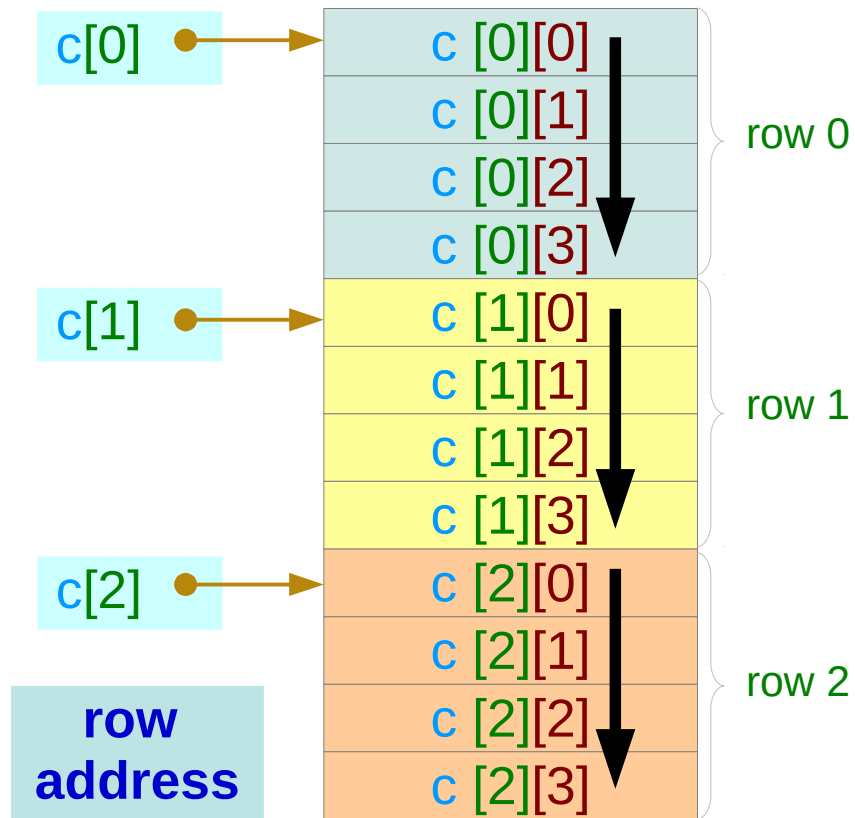 c[0]
c [0][0]
c [0][1]
row 0
c [0][2]
c [0][3]
c[1]
c [1][0]
c [1][1]
row 1
c [1][2]
c [1][3]
c[2]
c [2][0]
c [2][1]
row 2
c [2][2]
c [2][3]
row
address